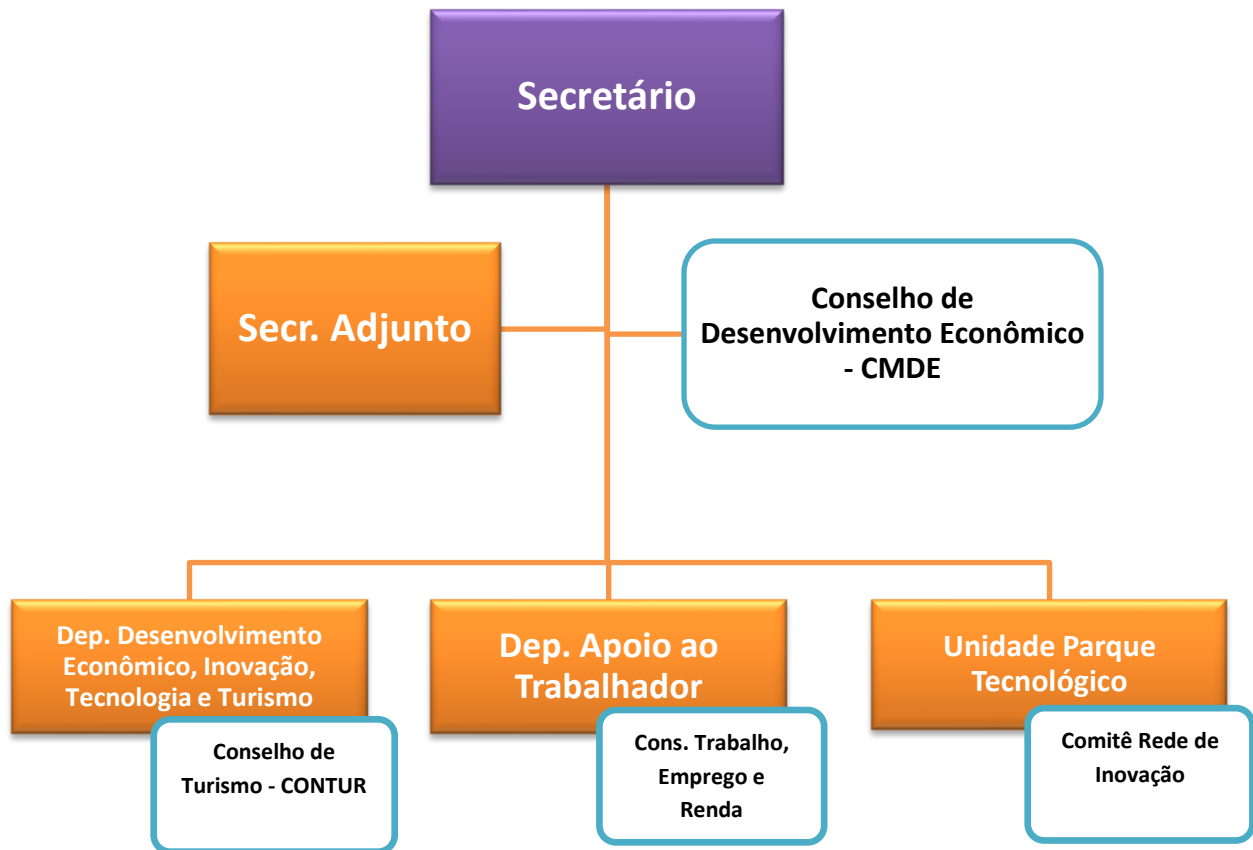 Secretário
Secr. Adjunto
Conselho de
Desenvolvimento Econômico
- CMDE
Dep. Desenvolvimento
Econômico, Inovação,
Tecnologia e Turismo
Conselho de
Turismo - CONTUR
Dep. Apoio ao
Trabalhador
Cons. Trabalho,
Emprego e
Renda
Unidade Parque
Tecnológico
Comitê Rede de
Inovação